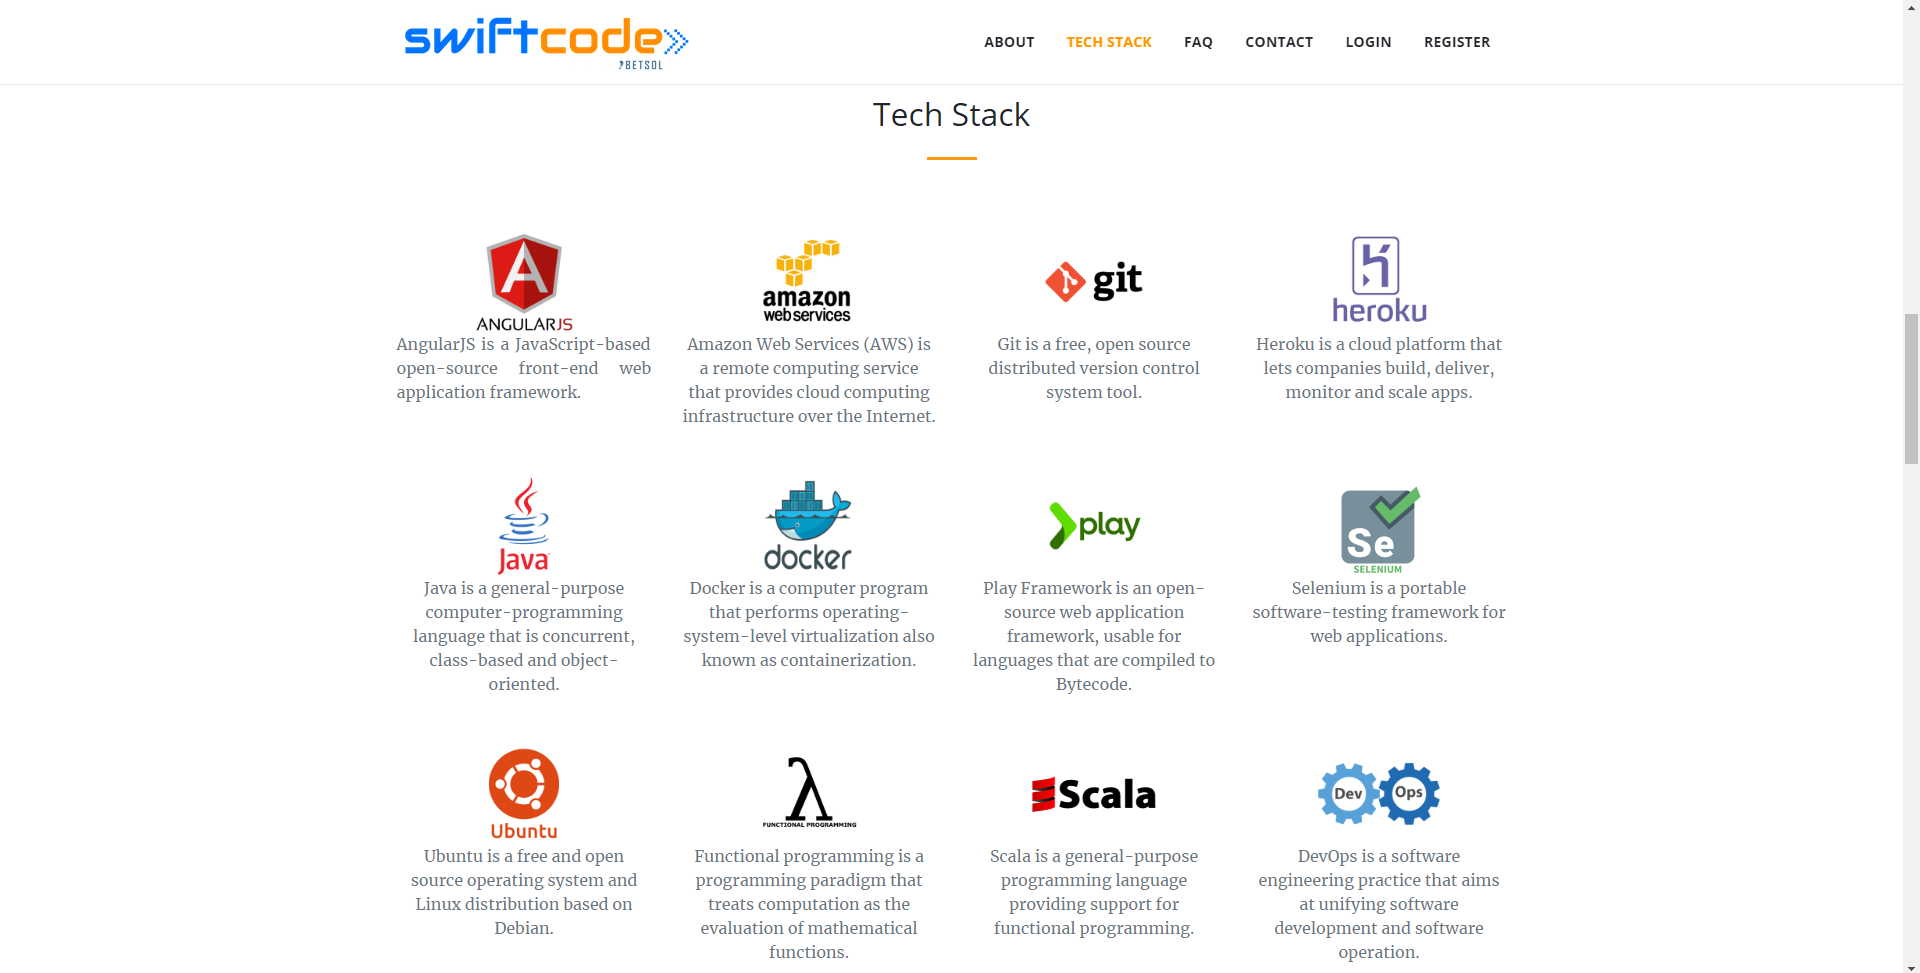 swiftcode
BETSOL
ABOUT TECH STACK FAQ CONTACT LOGIN REGISTER
Tech Stack
ANGULARJS
AngularJS is a JavaScript-based
open-source front-end web
application framework.
amazon
web services
Amazon Web Services (AWS) is
a remote computing service
that provides cloud computing
infrastructure over the Internet.
git
Git is a free, open source
distributed version control
system tool.
heroku
Heroku is a cloud platform that
lets companies build, deliver,
monitor and scale apps.
Java
Java is a general-purpose
computer-programming
language that is concurrent,
class-based and object-
oriented.
docker
Docker is a computer program
that performs operating-
system-level virtualization also
known as containerization.
play
Play Framework is an open-
source web application
framework, usable for
languages that are compiled to
Bytecode.
Se
SELENIUM
Selenium is a portable
software-testing framework for
web applications.
Ubuntu
Ubuntu is a free and open
source operating system and
Linux distribution based on
Debian.
λ
FUNCTIONAL PROGRAMMING
Functional programming is a
programming paradigm that
treats computation as the
evaluation of mathematical
functions.
Scala
Scala is a general-purpose
programming language
providing support for
functional programming.
Dev Ops
DevOps is a software
engineering practice that aims
at unifying software
development and software
operation.